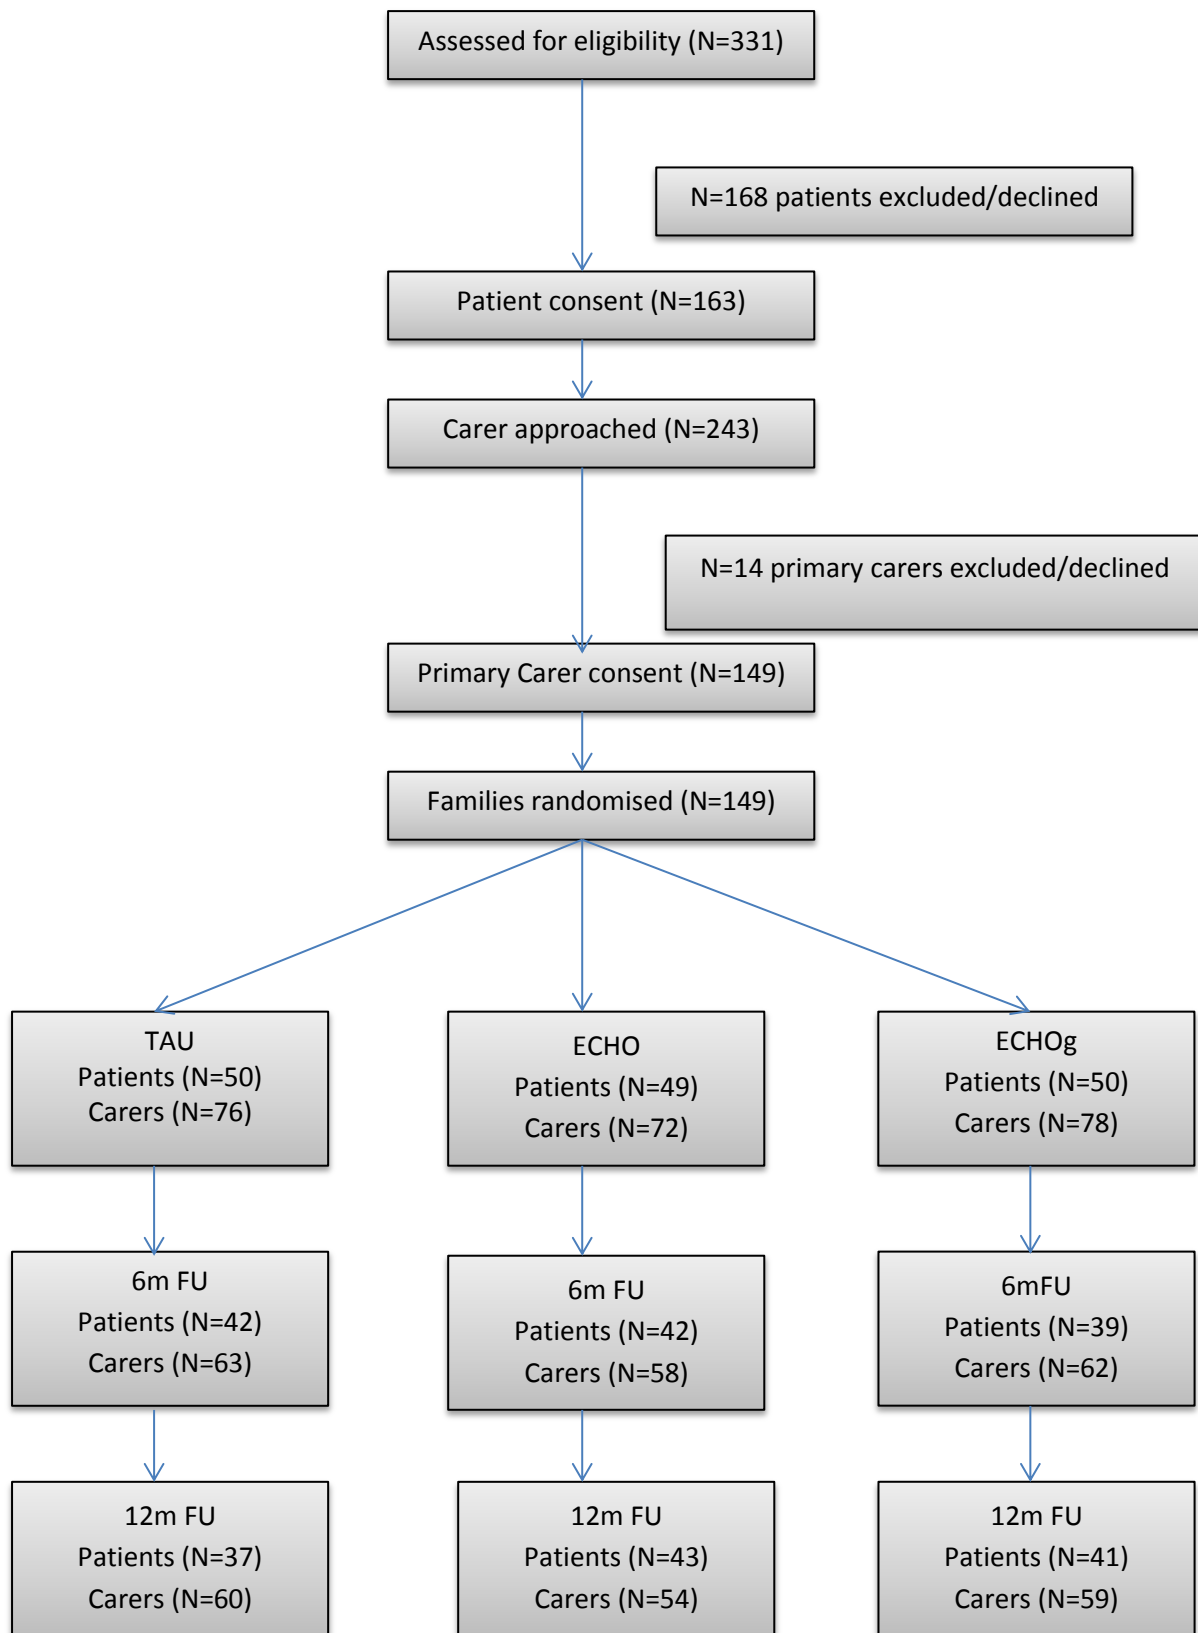 Assessed for eligibility (N=331)
N=168 patients excluded/declined
Patient consent (N=163)
Carer approached (N=243)
N=14 primary carers excluded/declined
Primary Carer consent (N=149)
Families randomised (N=149)
TAU
Patients (N=50)
Carers (N=76)
ECHO
Patients (N=49)
Carers (N=72)
ECHOg
Patients (N=50)
Carers (N=78)
6m FU
Patients (N=42)
Carers (N=63)
6m FU
Patients (N=42)
Carers (N=58)
6mFU
Patients (N=39)
Carers (N=62)
12m FU
Patients (N=37)
Carers (N=60)
12m FU
Patients (N=43)
Carers (N=54)
12m FU
Patients (N=41)
Carers (N=59)